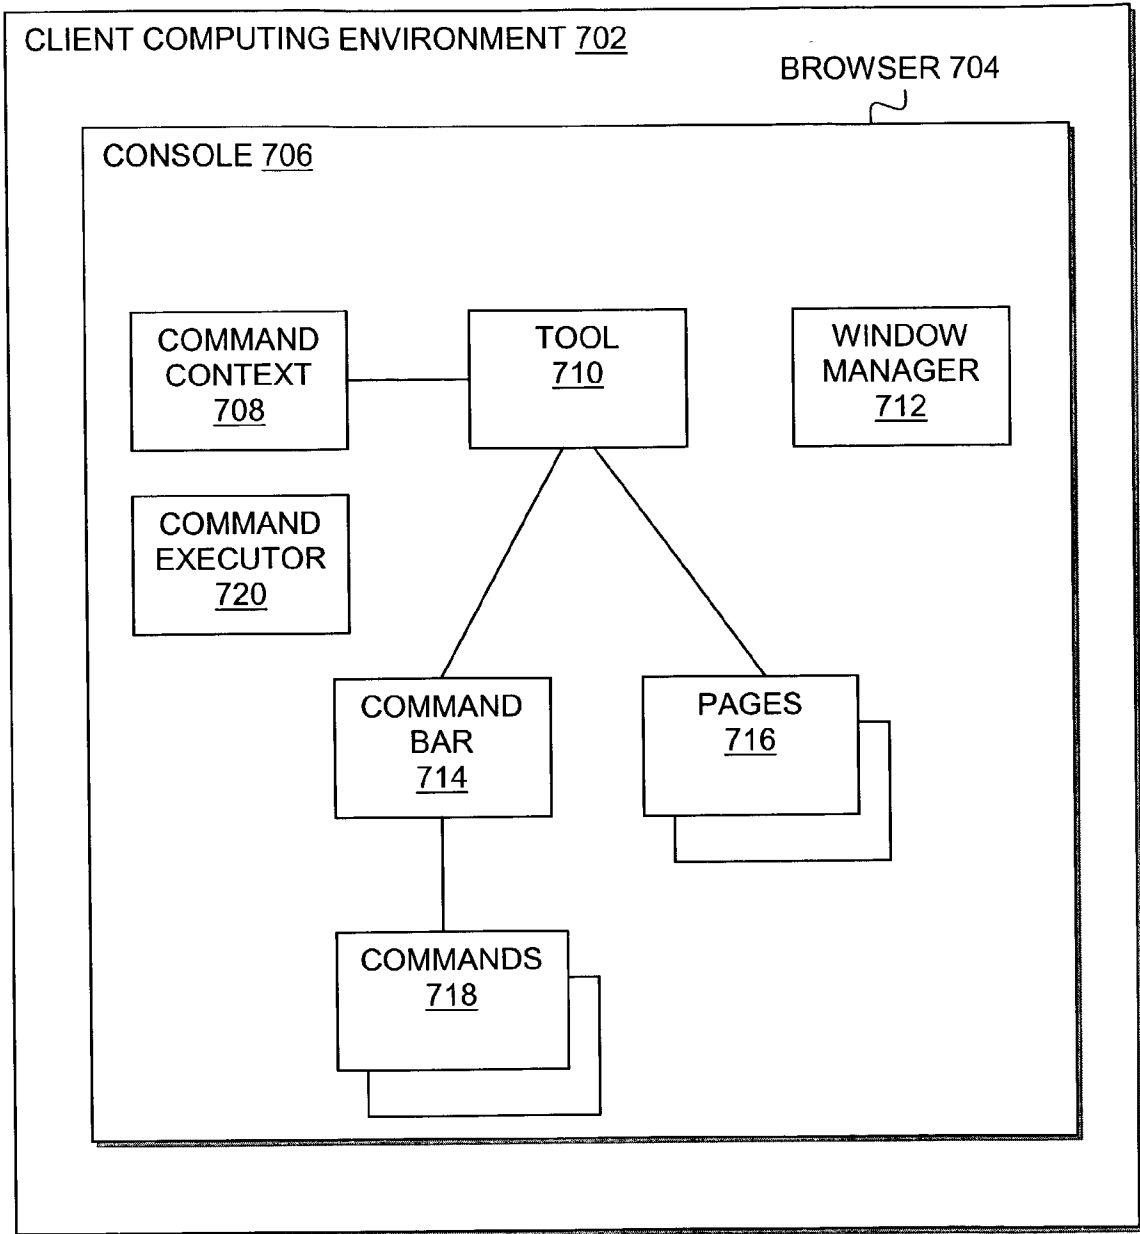 CLIENT COMPUTING ENVIRONMENT 702
BROWSER 704
CONSOLE 706
COMMAND
CONTEXT
708
TOOL
710
WINDOW
MANAGER
712
COMMAND
EXECUTOR
720
COMMAND
BAR
714
PAGES
716
COMMANDS
718